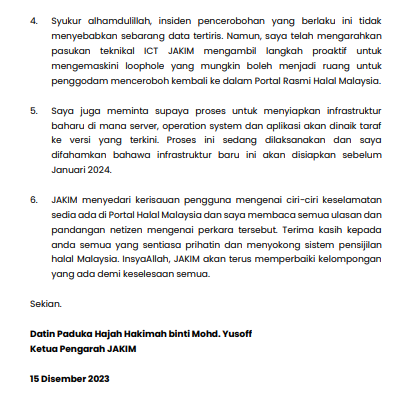 4. Syukur alhamdulillah, insiden pencerobohan yang berlaku ini tidak
menyebabkan sebarang data tertiris. Namun, saya telah mengarahkan
pasukan teknikal ICT JAKIM mengambil langkah proaktif untuk
mengemaskini loophole yang mungkin boleh menjadi ruang untuk
penggodam menceroboh kembali ke dalam Portal Rasmi Halal Malaysia.
5. Saya juga meminta supaya proses untuk menyiapkan infrastruktur
baharu di mana server, operation system dan aplikasi akan dinaik taraf
ke versi yang terkini. Proses ini sedang dilaksanakan dan saya
difahamkan bahawa infrastruktur baru ini akan disiapkan sebelum
Januari 2024.
6. JAKIM menyedari kerisauan pengguna mengenai ciri-ciri keselamatan
sedia ada di Portal Halal Malaysia dan saya membaca semua ulasan dan
pandangan netizen mengenai perkara tersebut. Terima kasih kepada
anda semua yang sentiasa prihatin dan menyokong sistem pensijilan
halal Malaysia. InsyaAllah, JAKIM akan terus memperbaiki kelompongan
yang ada demi keselesaan semua.
Sekian.
Datin Paduka Hajah Hakimah binti Mohd. Yusoff
Ketua Pengarah JAKIM
15 Disember 2023